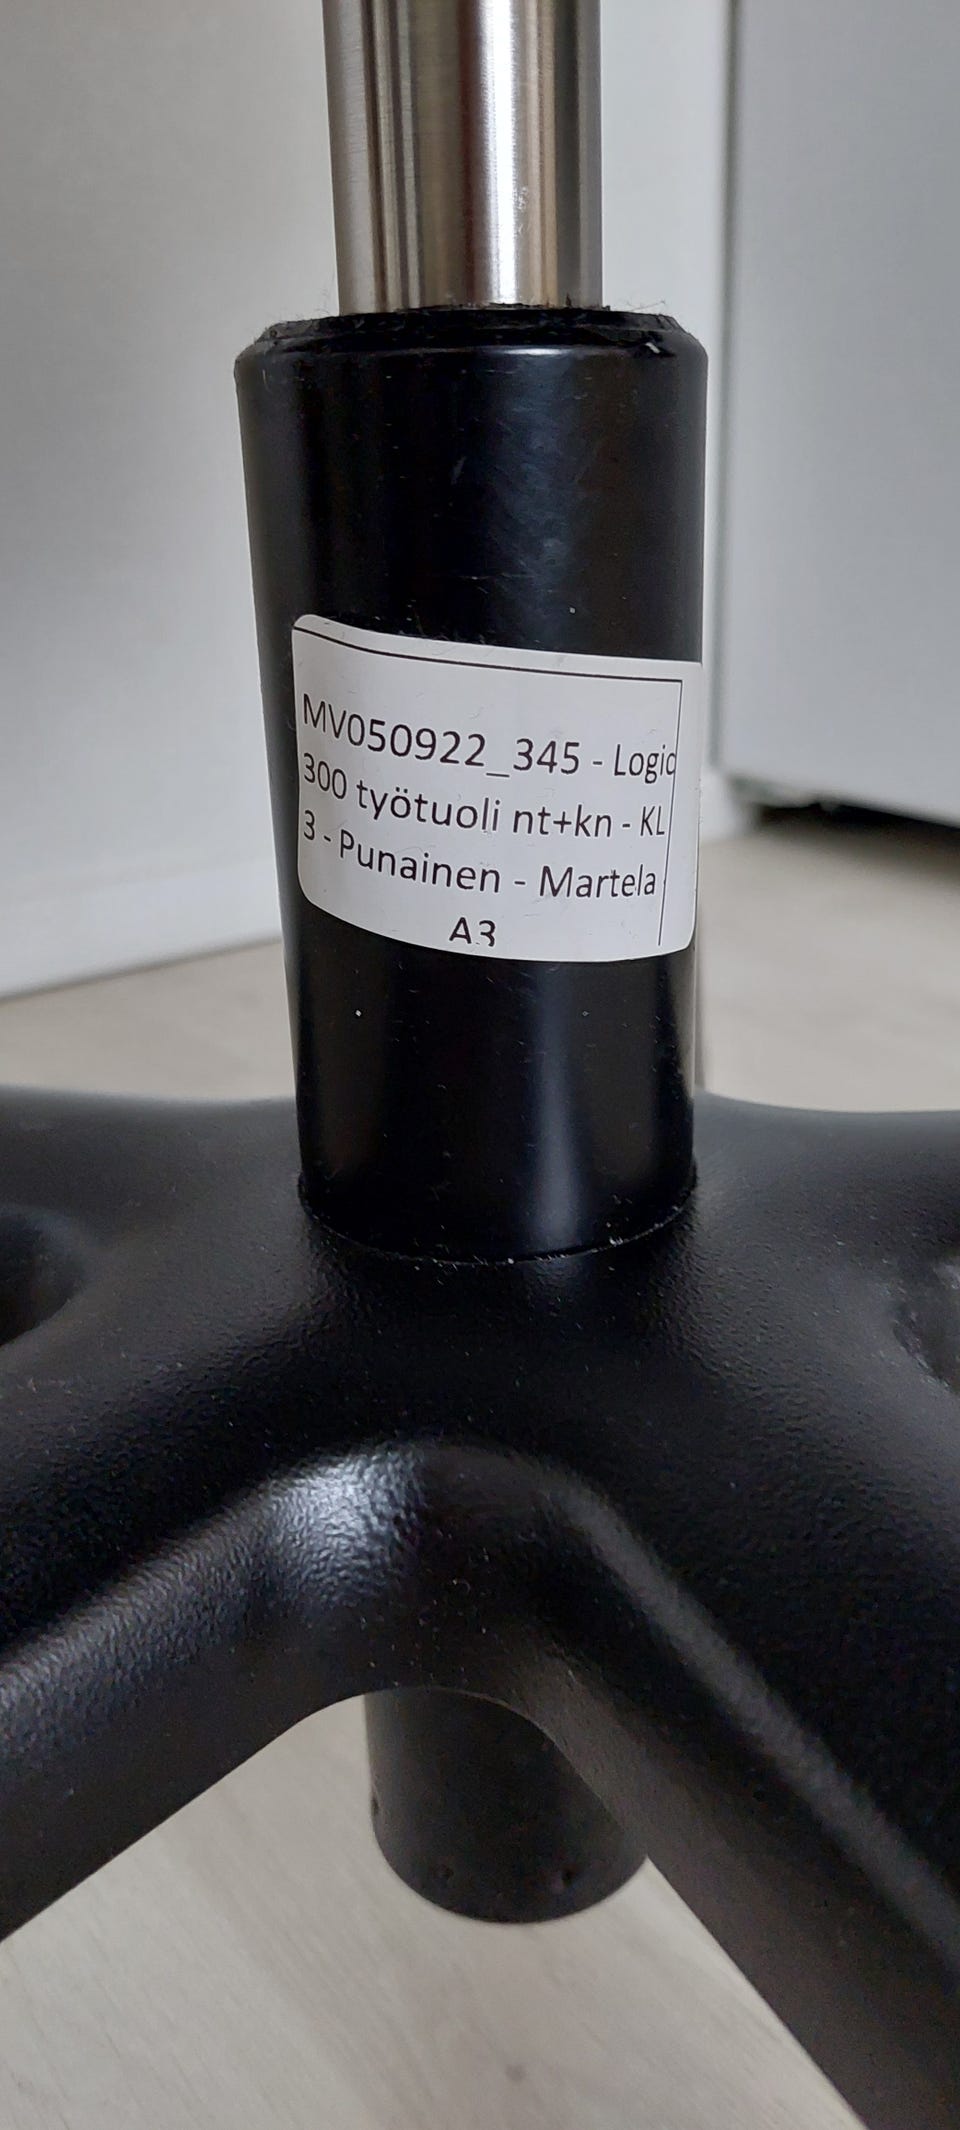 MV050922_345 - Logic
300 työtuoli nt+kn - KL
3 - Punainen - Martela
A3